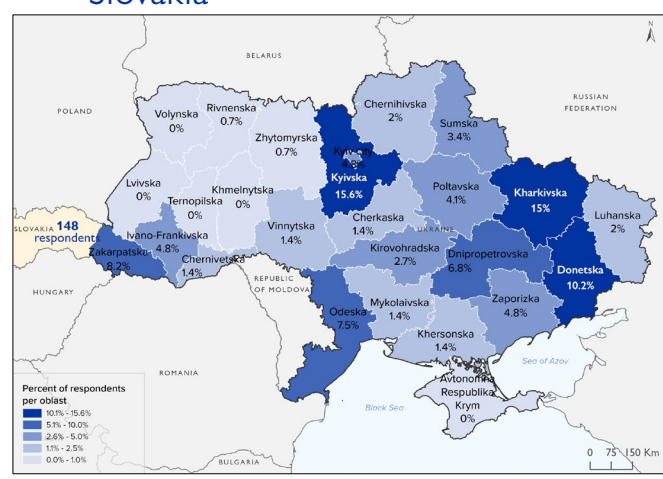 Slovakia
N
BELARUS
POLAND
RUSSIAN
FEDERATION
Volynska
0%
Rivnenska
0.7%
Zhytomyrska
0.7%
Chernihivska
2%
Sumska
3.4%
Kyiv city
4.8%
Kyivska
15.6%
Lvivska
0%
Ternopilska
0%
Khmelnytska
0%
Poltavska
4.1%
Kharkivska
15%
Luhanska
2%
SLOVAKIA
148
respondents
Ivano-Frankivska
4.8%
Zakarpatska
8.2%
Chernivetska
1.4%
Vinnytska
1.4%
Cherkaska
1.4%
UKRAINE
Kirovohradska
2.7%
Dnipropetrovska
6.8%
Donetska
10.2%
HUNGARY
REPUBLIC
OF MOLDOVA
Odeska
7.5%
Mykolaivska
1.4%
Zaporizka
4.8%
Khersonska
1.4%
Sea of Azov
ROMANIA
Avtonomna
Respublika
Krym
0%
Black Sea
Percent of respondents
per oblast
10.1% - 15.6%
5.1% - 10.0%
2.6% - 5.0%
1.1% - 2.5%
0.0% - 1.0%
BULGARIA
0 75 150 Km